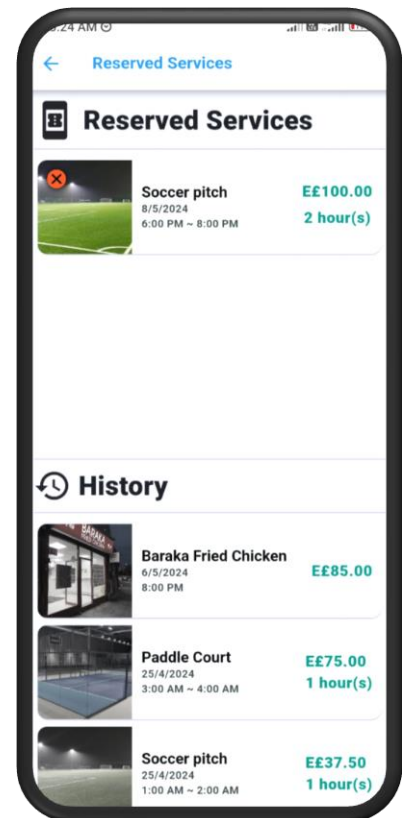 :24 AM
Reserved Services
Reserved Services
Soccer pitch
8/5/2024
6:00 PM ~ 8:00 PM
E£100.00
2 hour(s)
History
BARAKA
Baraka Fried Chicken
6/5/2024
8:00 PM
E£85.00
Paddle Court
25/4/2024
3:00 AM ~ 4:00 AM
E£75.00
1 hour(s)
Soccer pitch
25/4/2024
1:00 AM ~ 2:00 AM
E£37.50
1 hour(s)